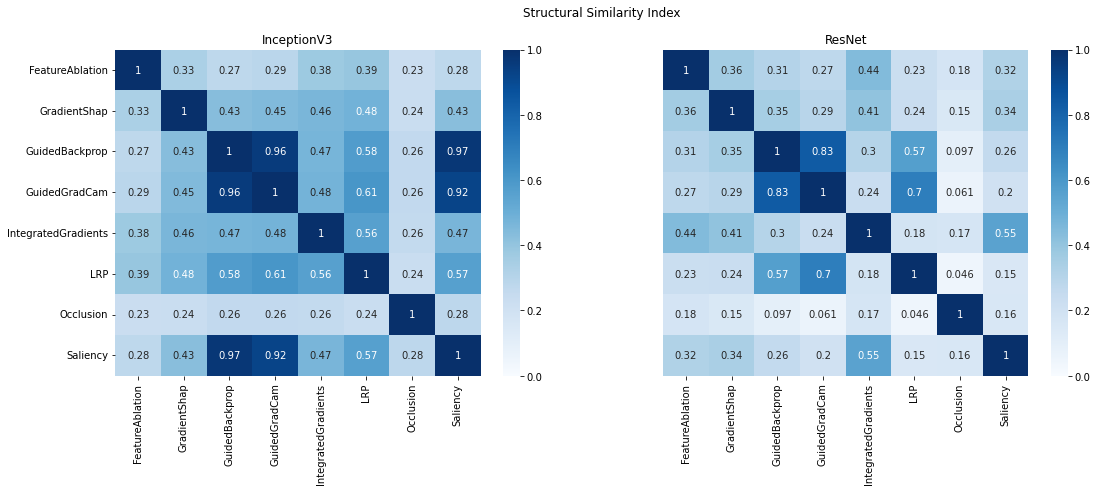 Structural Similarity Index
InceptionV3
FeatureAblation 1 0.33 0.27 0.29 0.38 0.39 0.23 0.28
GradientShap 0.33 1 0.43 0.45 0.46 0.48 0.24 0.43
GuidedBackprop 0.27 0.43 1 0.96 0.47 0.58 0.26 0.97
GuidedGradCam 0.29 0.45 0.96 1 0.48 0.61 0.26 0.92
IntegratedGradients 0.38 0.46 0.47 0.48 1 0.56 0.26 0.47
LRP 0.39 0.48 0.58 0.61 0.56 1 0.24 0.57
Occlusion 0.23 0.24 0.26 0.26 0.26 0.24 1 0.28
Saliency 0.28 0.43 0.97 0.92 0.47 0.57 0.28 1
FeatureAblation
GradientShap
GuidedBackprop
GuidedGradCam
IntegratedGradients
LRP
Occlusion
Saliency
1.0
0.8
0.6
0.4
0.2
0.0
ResNet
1 0.36 0.31 0.27 0.44 0.23 0.18 0.32
0.36 1 0.35 0.29 0.41 0.24 0.15 0.34
0.31 0.35 1 0.83 0.3 0.57 0.097 0.26
0.27 0.29 0.83 1 0.24 0.7 0.061 0.2
0.44 0.41 0.3 0.24 1 0.18 0.17 0.55
0.23 0.24 0.57 0.7 0.18 1 0.046 0.15
0.18 0.15 0.097 0.061 0.17 0.046 1 0.16
0.32 0.34 0.26 0.2 0.55 0.15 0.16 1
FeatureAblation
GradientShap
GuidedBackprop
GuidedGradCam
IntegratedGradients
LRP
Occlusion
Saliency
1.0
0.8
0.6
0.4
0.2
0.0